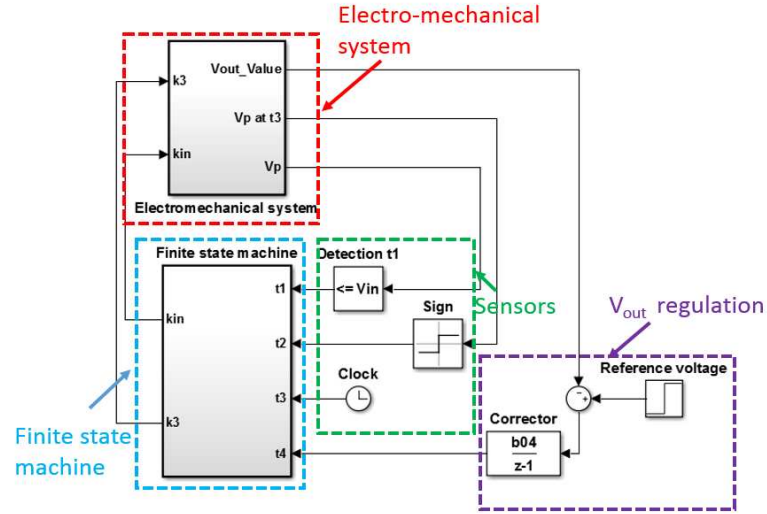 Electro-mechanical
system
Vout_Value
k3
Vp at t3
kin
Vp
Electromechanical system
Finite state machine
Detection t1
t1
<= Vin
Sign
Sensors
Vout regulation
kin
t2
Clock
Reference voltage
t3
- +
k3
Corrector
Finite state
machine
t4
b04
z-1